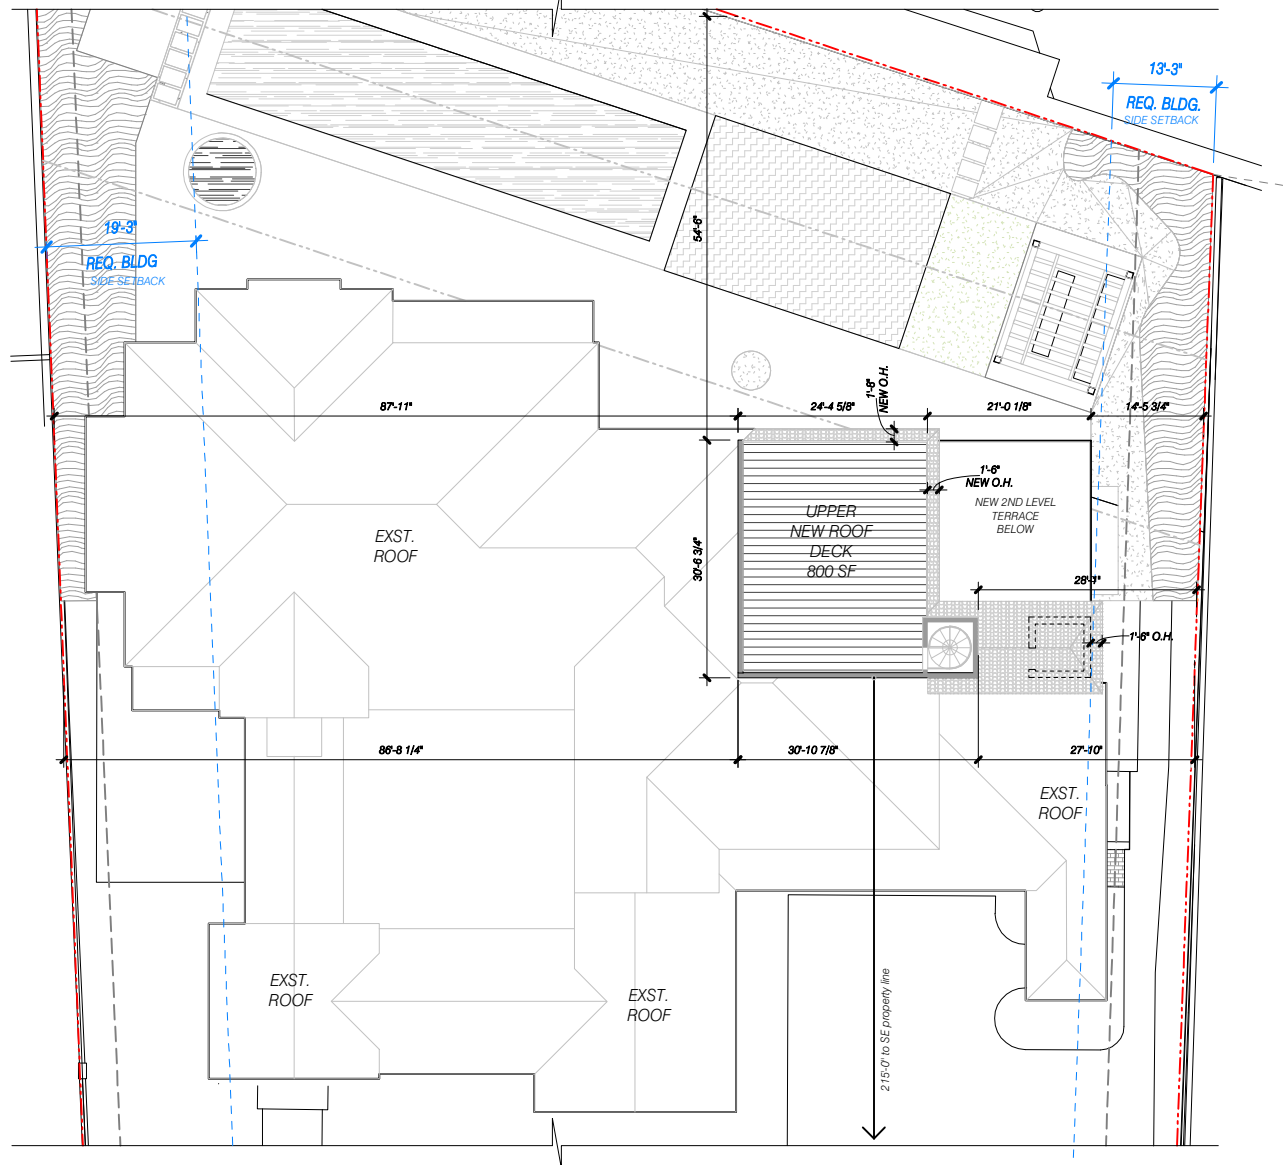 13'-3"
REQ. BLDG.
SIDE SETBACK
19'-3"
REQ. BLDG
SIDE SETBACK
54'-6"
1'-8"
NEW O.H.
87'-11"
24'-4 5/8"
21'-0 1/8"
14'-5 3/4"
1'-6"
NEW O.H.
NEW 2ND LEVEL
TERRACE
BELOW
UPPER
NEW ROOF
DECK
800 SF
EXST.
ROOF
30'-6 3/4"
28'-1"
1'-6" O.H.
86'-8 1/4"
30'-10 7/8"
27'-10"
EXST.
ROOF
EXST.
ROOF
EXST.
ROOF
215'-0" to SE property line